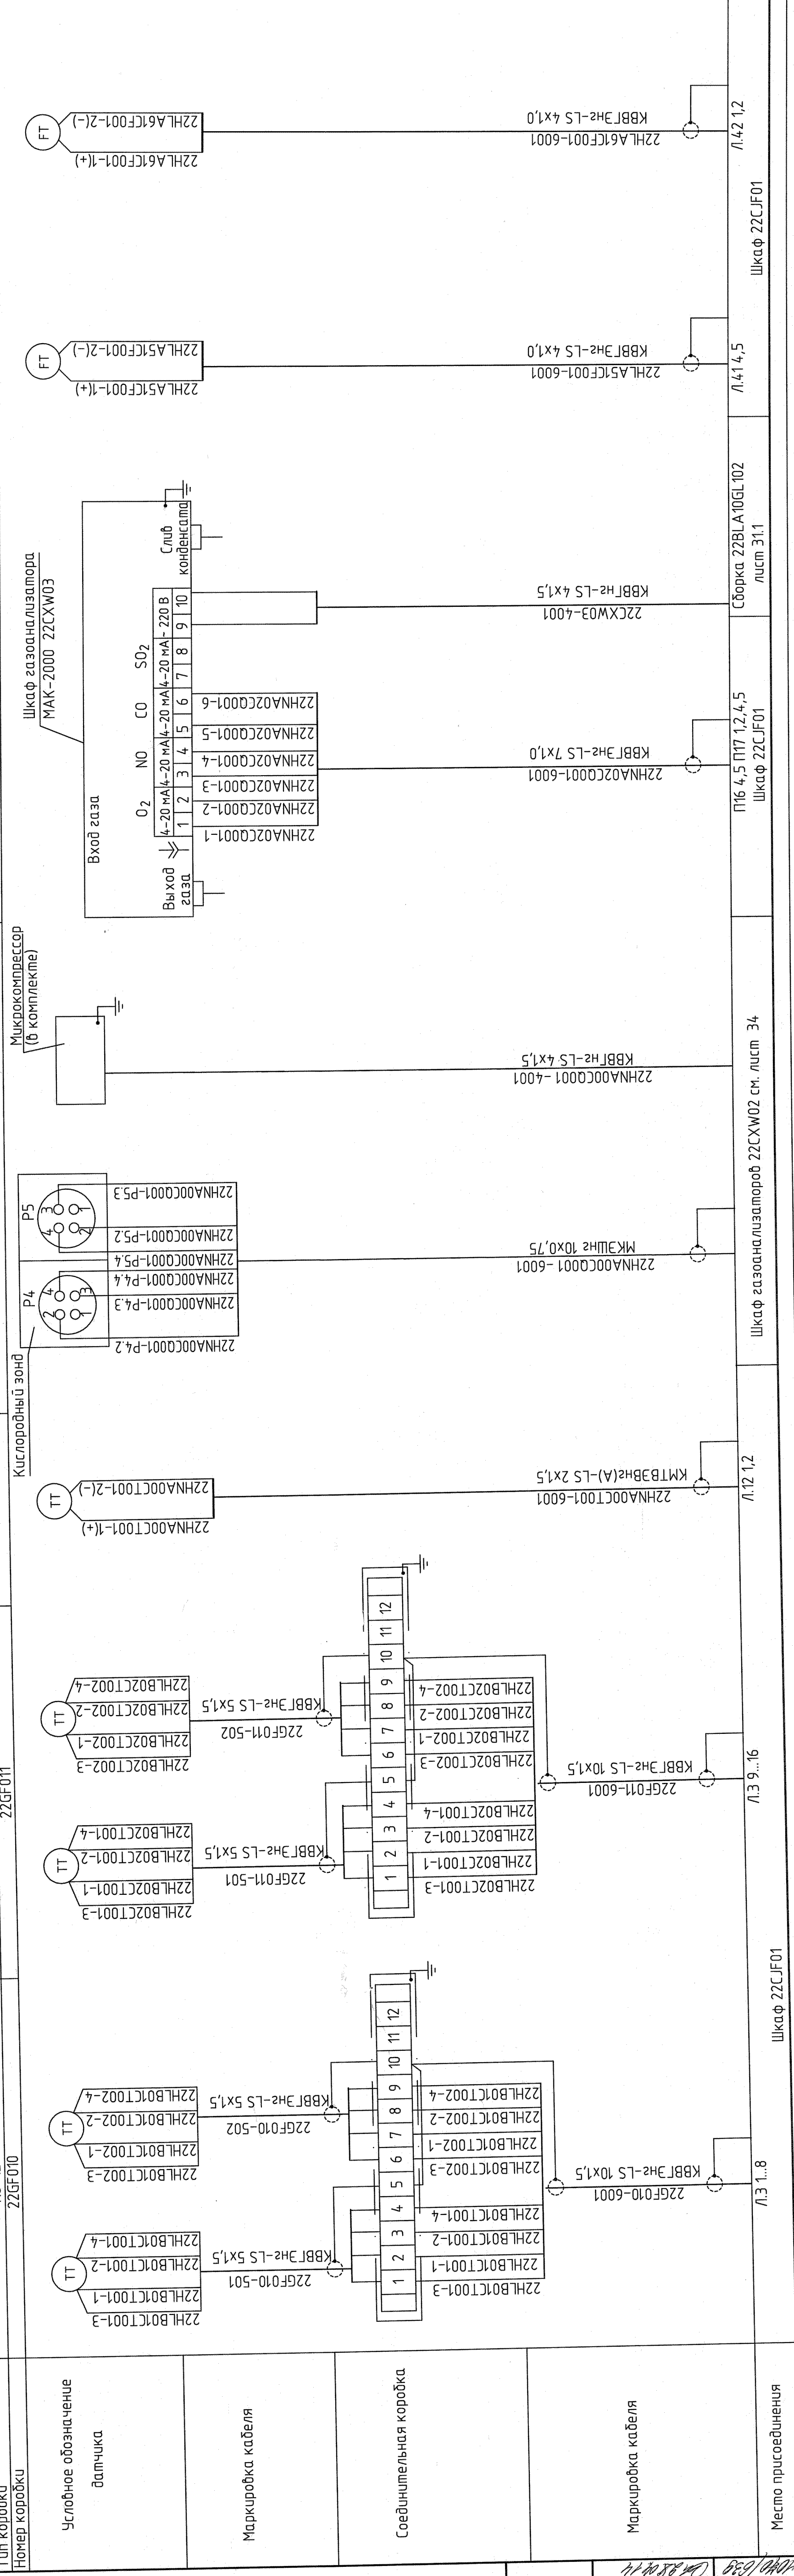 Тип коробки
Номер коробки
22GF010
22GF011
Условное обозначение
датчика
Маркировка кабеля
Соединительная коробка
Маркировка кабеля
Место присоединения
TT
22HLB01CT001-3
22HLB01CT001-1
22HLB01CT001-2
22HLB01CT001-4
22GF010-501
КВВГЭнг-LS 5x1,5
TT
22HLB01CT002-3
22HLB01CT002-1
22HLB01CT002-2
22HLB01CT002-4
22GF010-502
КВВГЭнг-LS 5x1,5
1 2 3 4 5 6 7 8 9 10 11 12
22HLB01CT001-3
22HLB01CT001-1
22HLB01CT001-2
22HLB01CT001-4
22HLB01CT002-3
22HLB01CT002-1
22HLB01CT002-2
22HLB01CT002-4
22GF010-6001
КВВГЭнг-LS 10x1,5
Л.3 1...8
TT
22HLB02CT001-3
22HLB02CT001-1
22HLB02CT001-2
22HLB02CT001-4
22GF011-501
КВВГЭнг-LS 5x1,5
TT
22HLB02CT002-3
22HLB02CT002-1
22HLB02CT002-2
22HLB02CT002-4
22GF011-502
КВВГЭнг-LS 5x1,5
1 2 3 4 5 6 7 8 9 10 11 12
22HLB02CT001-3
22HLB02CT001-1
22HLB02CT001-2
22HLB02CT001-4
22HLB02CT002-3
22HLB02CT002-1
22HLB02CT002-2
22HLB02CT002-4
22GF011-6001
КВВГЭнг-LS 10x1,5
Л.3 9...16
Шкаф 22CJF01
TT
22HNA00CT001-1(+)
22HNA00CT001-2(-)
22HNA00CT001-6001
КМТВЭВнг(А)-LS 2x1,5
Л.12 1,2
Кислородный зонд
P4
2 4
1 3
P5
4 3
2 1
22HNA00CQ001-P4.2
22HNA00CQ001-P4.3
22HNA00CQ001-P4.4
22HNA00CQ001-P5.4
22HNA00CQ001-P5.2
22HNA00CQ001-P5.3
22HNA00CQ001-6001
МКЭШнг 10x0,75
Микрокомпрессор
(в комплекте)
22HNA00CQ001-4001
КВВГнг-LS 4x1,5
Шкаф газоанализаторов 22CXW02 см. лист 34
Шкаф газоанализатора
МАК-2000 22CXW03
Вход газа
Выход
газа
O2 NO CO SO2
4-20 мА 4-20 мА 4-20 мА 4-20 мА ~ 220 В
1 2 3 4 5 6 7 8 9 10
Слив
конденсата
22HNA02CQ001-1
22HNA02CQ001-2
22HNA02CQ001-3
22HNA02CQ001-4
22HNA02CQ001-5
22HNA02CQ001-6
22HNA02CQ001-6001
КВВГЭнг-LS 7x1,0
П16 4,5 П17 1,2,4,5
Шкаф 22CJF01
22CXW03-4001
КВВГнг-LS 4x1,5
Сборка 22BLA10GL102
лист 31.1
FT
22HLA51CF001-1(+)
22HLA51CF001-2(-)
22HLA51CF001-6001
КВВГЭнг-LS 4x1,0
Л.41 4,5
FT
22HLA61CF001-1(+)
22HLA61CF001-2(-)
22HLA61CF001-6001
КВВГЭнг-LS 4x1,0
Л.42 1,2
Шкаф 22CJF01